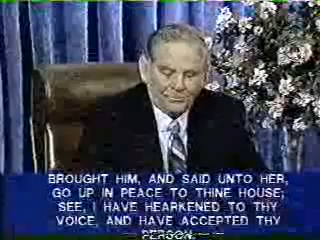 BROUGHT HIM, AND SAID UNTO HER,
GO UP IN PEACE TO THINE HOUSE;
SEE, I HAVE HEARKENED TO THY
VOICE, AND HAVE ACCEPTED THY
PERSON.